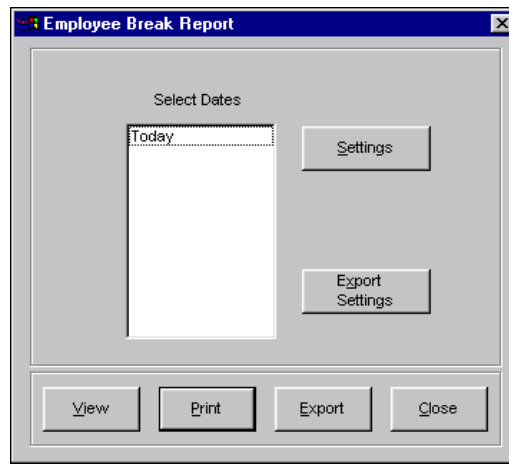 Employee Break Report
Select Dates
Today
Settings
Export
Settings
View
Print
Export
Close